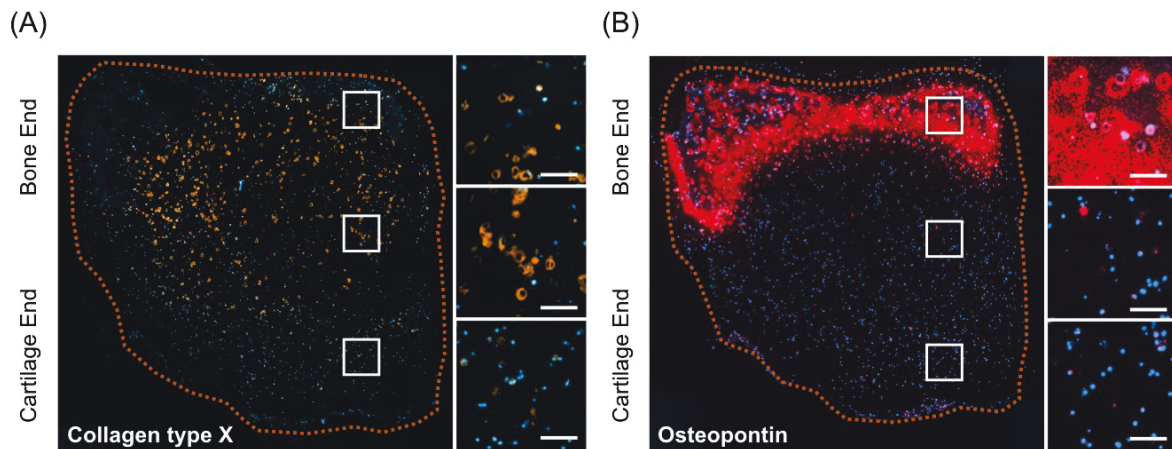 (A)
Bone End
Cartilage End
Collagen type X
(B)
Bone End
Cartilage End
Osteopontin